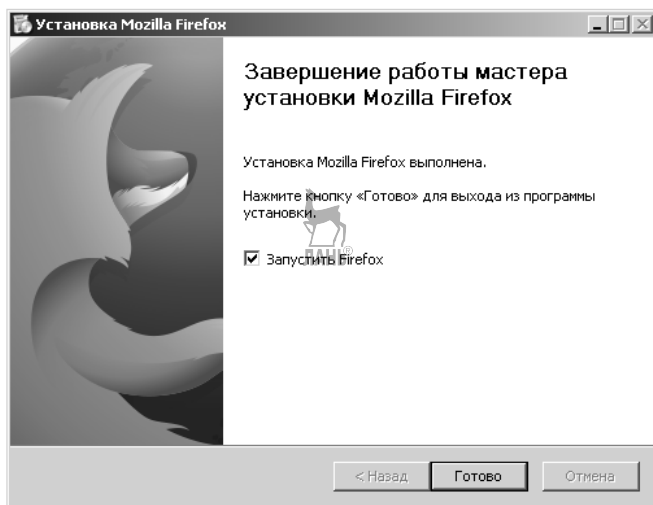 Установка Mozilla Firefox
Завершение работы мастера
установки Mozilla Firefox
Установка Mozilla Firefox выполнена.
Нажмите кнопку «Готово» для выхода из программы
установки.
ЛАНЬ®
Запустить Firefox
< Назад
Готово
Отмена